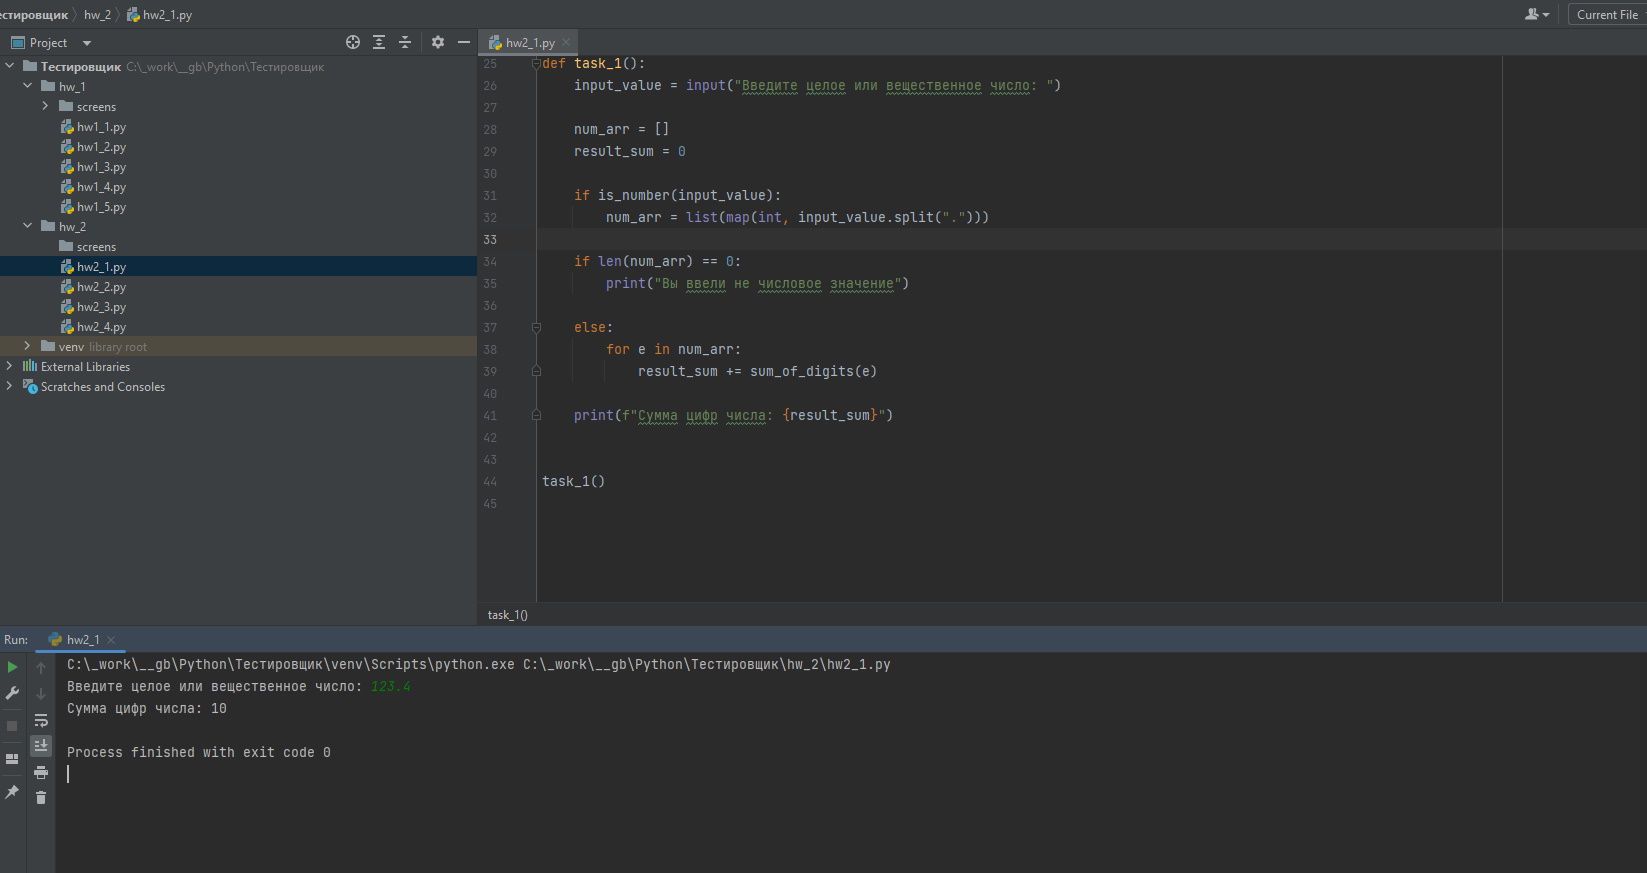 естировщик hw_2 hw2_1.py
Current File
Project
hw2_1.py
Тестировщик C:\_work\__gb\Python\Тестировщик
hw_1
screens
hw1_1.py
hw1_2.py
hw1_3.py
hw1_4.py
hw1_5.py
hw_2
screens
hw2_1.py
hw2_2.py
hw2_3.py
hw2_4.py
venv library root
External Libraries
Scratches and Consoles
25 def task_1():
26 input_value = input("Введите целое или вещественное число: ")
27
28 num_arr = []
29 result_sum = 0
30
31 if is_number(input_value):
32 num_arr = list(map(int, input_value.split(".")))
33
34 if len(num_arr) == 0:
35 print("Вы ввели не числовое значение")
36
37 else:
38 for e in num_arr:
39 result_sum += sum_of_digits(e)
40
41 print(f"Сумма цифр числа: {result_sum}")
42
43
44 task_1()
45
task_1()
Run: hw2_1
C:\_work\__gb\Python\Тестировщик\venv\Scripts\python.exe C:\_work\__gb\Python\Тестировщик\hw_2\hw2_1.py
Введите целое или вещественное число: 123.4
Сумма цифр числа: 10
Process finished with exit code 0